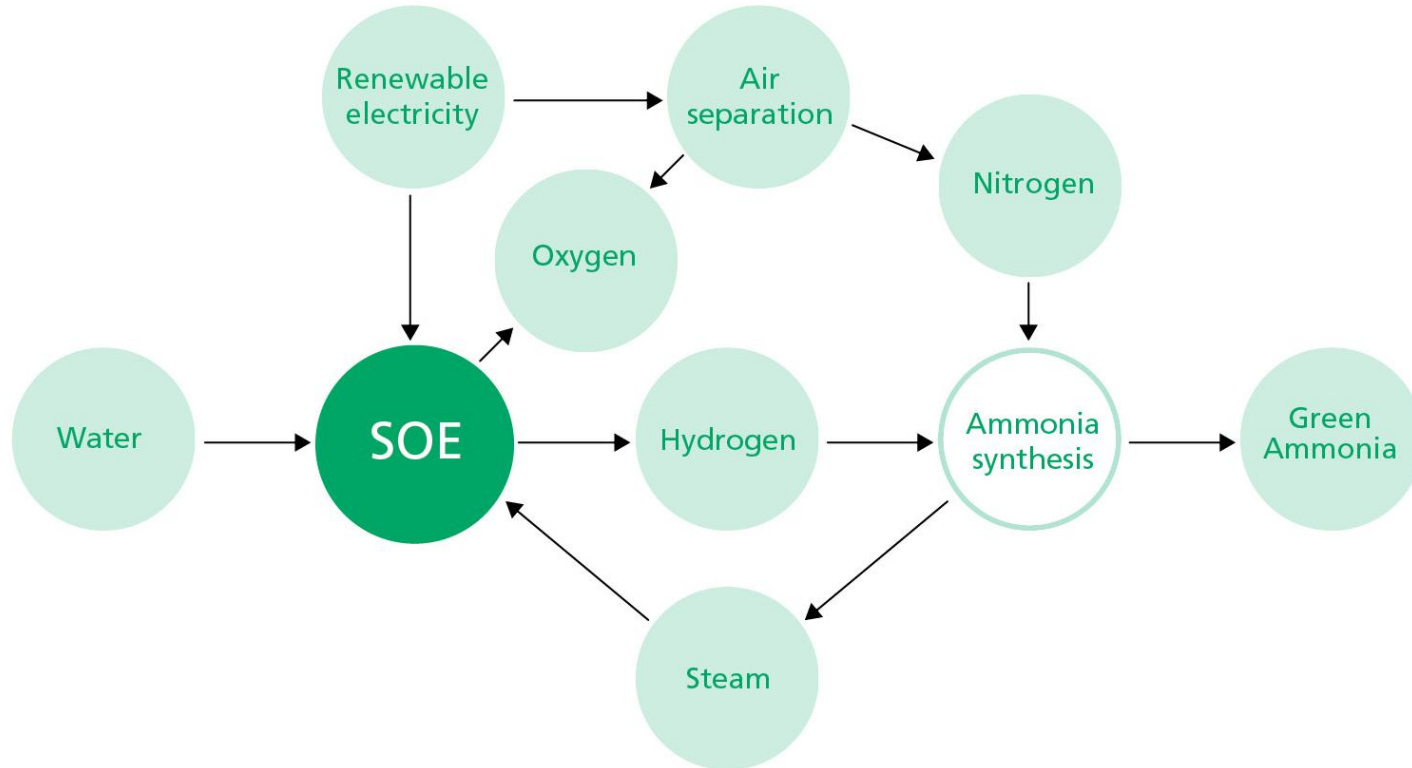 Renewable
electricity
Air
separation
Nitrogen
Oxygen
Water
SOE
Hydrogen
Ammonia
synthesis
Green
Ammonia
Steam